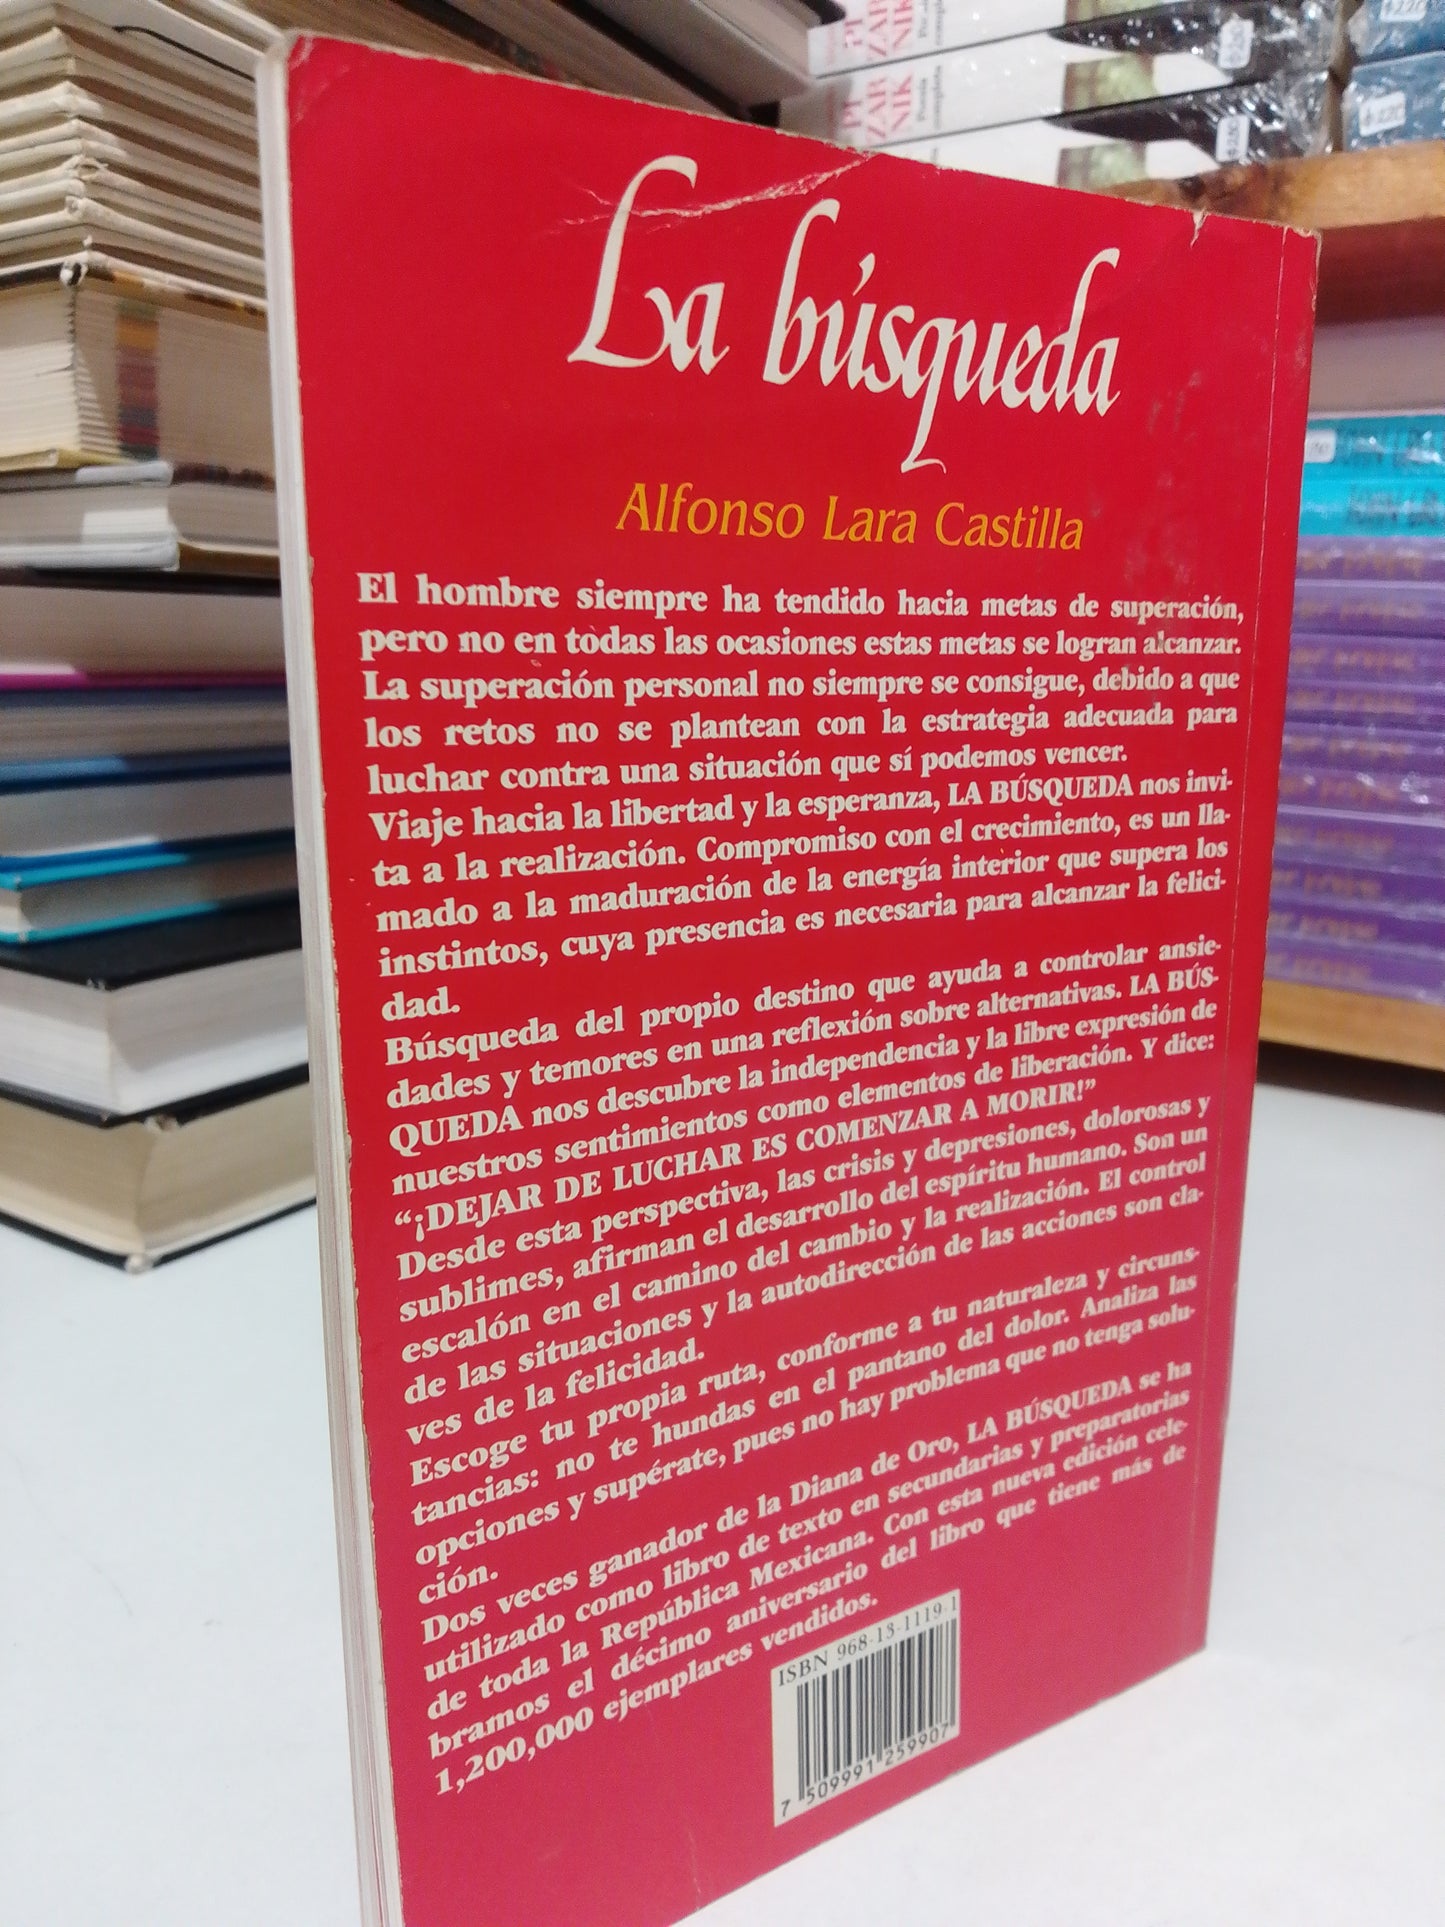 La búsqueda
Alfonso Lara Castilla
El hombre siempre ha tendido hacia metas de superación,
pero no en todas las ocasiones estas metas se logran alcanzar.
La superación personal no siempre se consigue, debido a que
los retos no se plantean con la estrategia adecuada para
luchar contra una situación que sí podemos vencer.
Viaje hacia la libertad y la esperanza, LA BÚSQUEDA nos invi-
ta a la realización. Compromiso con el crecimiento, es un lla-
mado a la maduración de la energía interior que supera los
instintos, cuya presencia es necesaria para alcanzar la felici-
dad.
Búsqueda del propio destino que ayuda a controlar ansie-
dades y temores en una reflexión sobre alternativas. LA BÚS-
QUEDA nos descubre la independencia y la libre expresión de
nuestros sentimientos como elementos de liberación. Y dice:
“¡DEJAR DE LUCHAR ES COMENZAR A MORIR!”
Desde esta perspectiva, las crisis y depresiones, dolorosas y
sublimes, afirman el desarrollo del espíritu humano. Son un
escalón en el camino del cambio y la realización. El control
de las situaciones y la autodirección de las acciones son cla-
ves de la felicidad.
Escoge tu propia ruta, conforme a tu naturaleza y circuns-
tancias: no te hundas en el pantano del dolor. Analiza las
opciones y supérate, pues no hay problema que no tenga solu-
ción.
Dos veces ganador de la Diana de Oro, LA BÚSQUEDA se ha
utilizado como libro de texto en secundarias y preparatorias
de toda la República Mexicana. Con esta nueva edición cele-
bramos el décimo aniversario del libro que tiene más de
1,200,000 ejemplares vendidos.
ISBN 968-13-1119-1
7 509991 259907
PI
ZAR
NIK
Poesía
completa